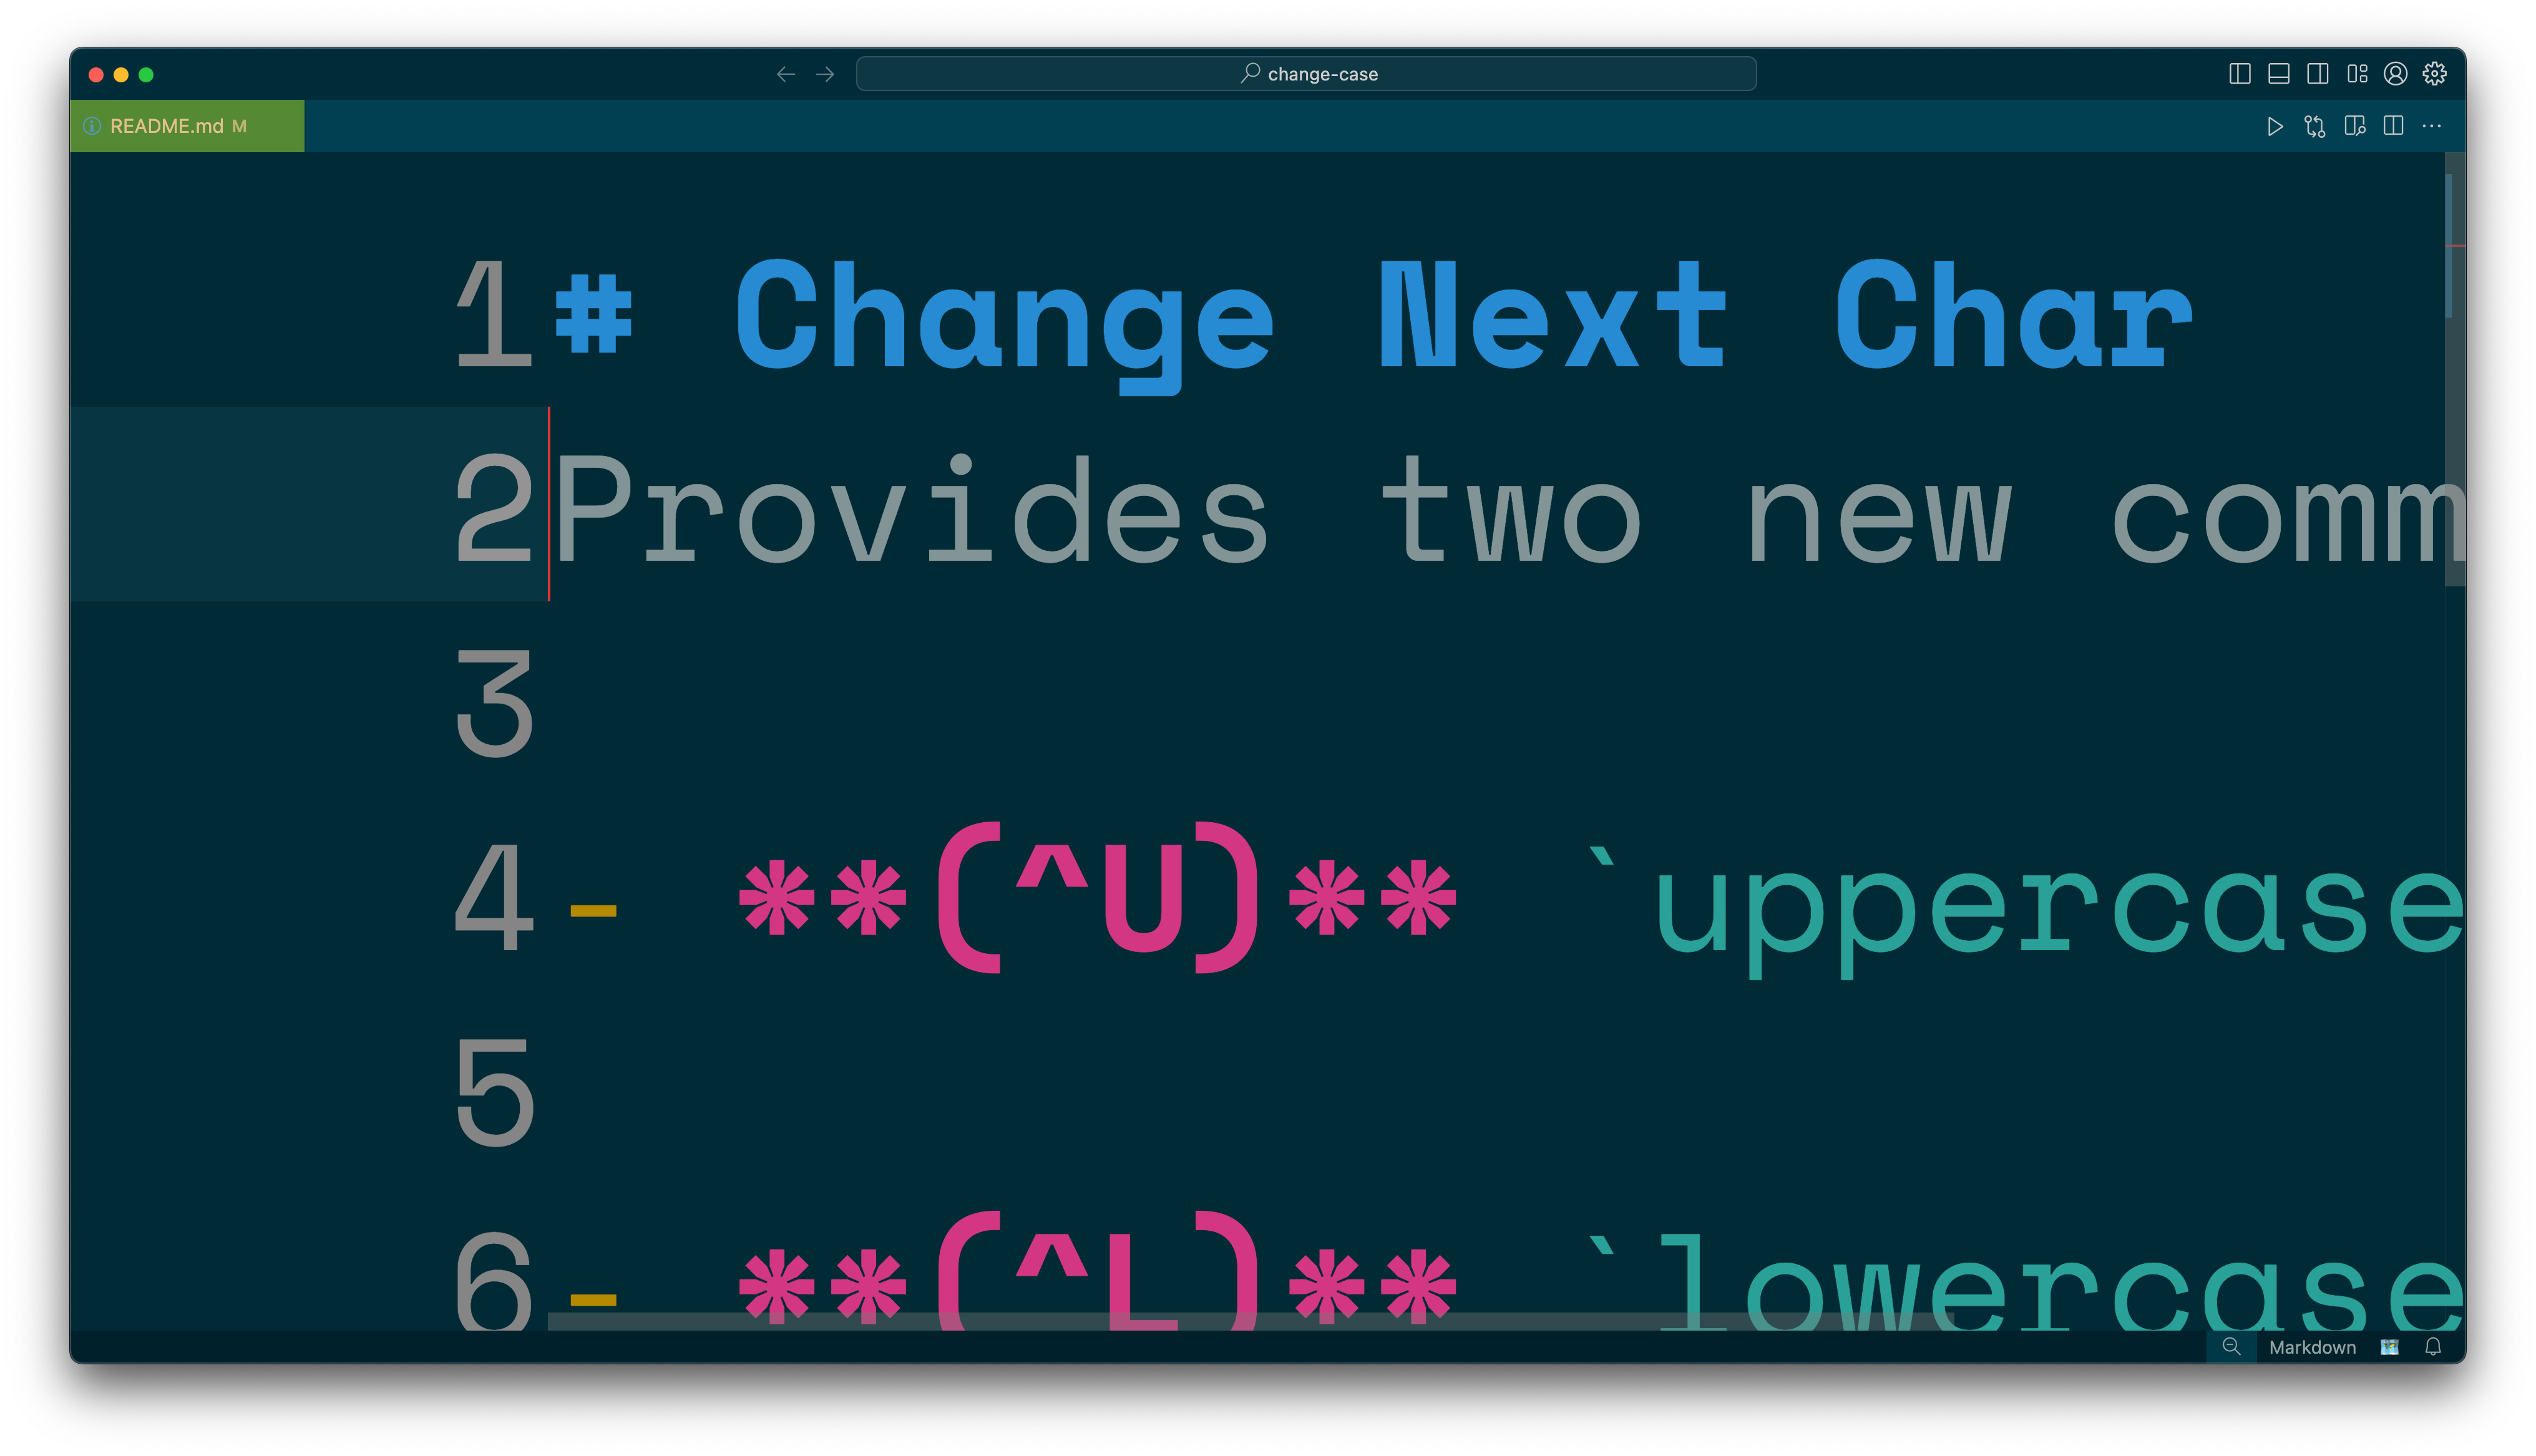 change-case
README.md M
1 # Change Next Char
2 Provides two new comm
3
4 - **(^U)** `uppercase
5
6 - **(^L)** `lowercase
Markdown